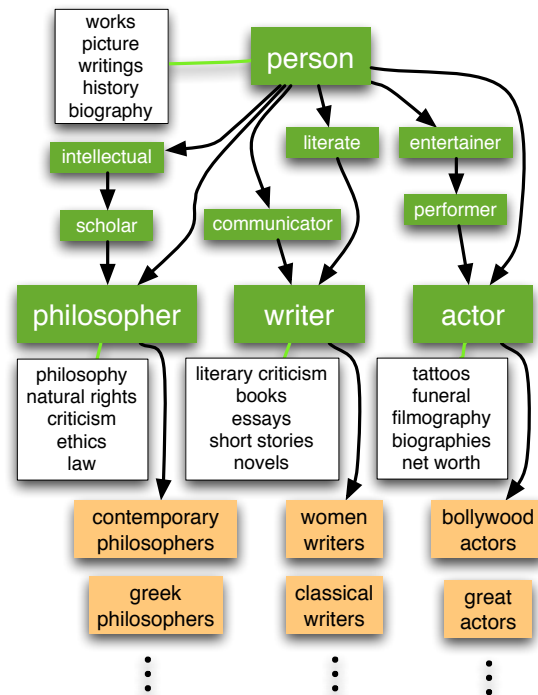 works
picture
writings
history
biography
person
intellectual
literate
entertainer
scholar
communicator
performer
philosopher
writer
actor
philosophy
natural rights
criticism
ethics
law
literary criticism
books
essays
short stories
novels
tattoos
funeral
filmography
biographies
net worth
contemporary
philosophers
women
writers
bollywood
actors
greek
philosophers
classical
writers
great
actors